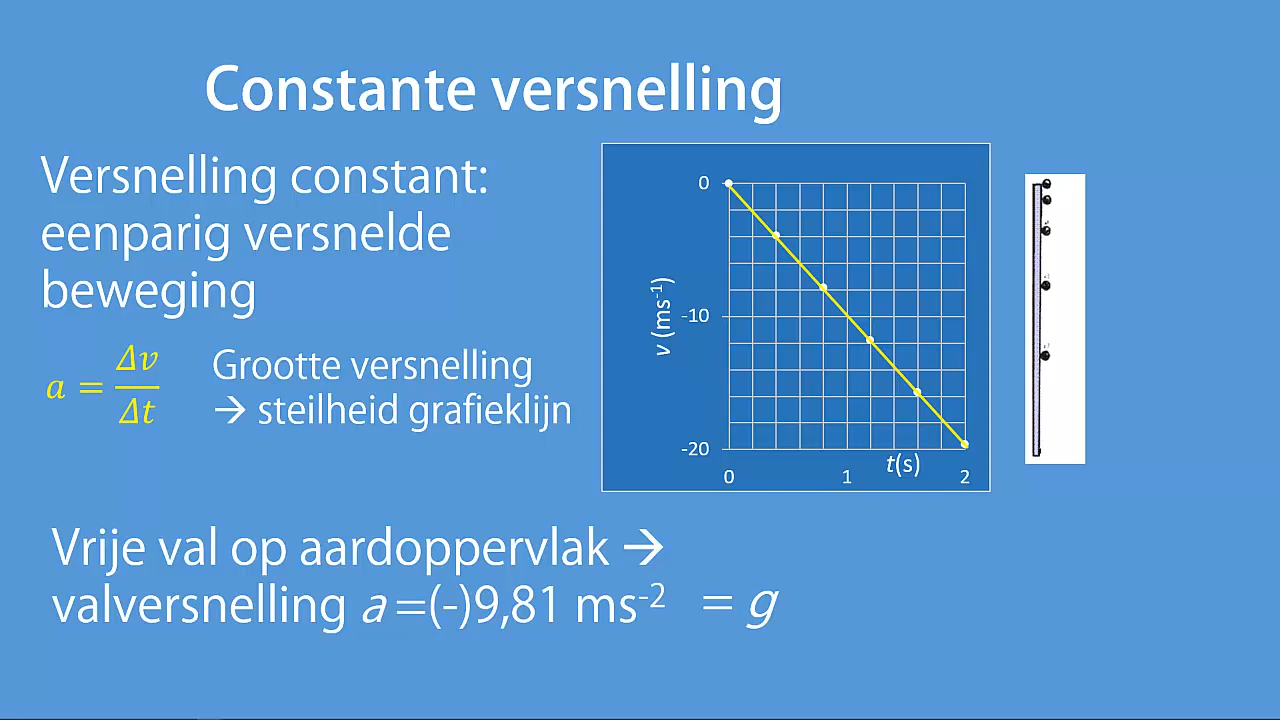 Constante versnelling
Versnelling constant:
eenparig versnelde
beweging
a = Δv/Δt
Grootte versnelling
→ steilheid grafieklijn
0
-10
-20
v (ms⁻¹)
t(s)
0 1 2
Vrije val op aardoppervlak →
valversnelling a =(-)9,81 ms⁻² = g